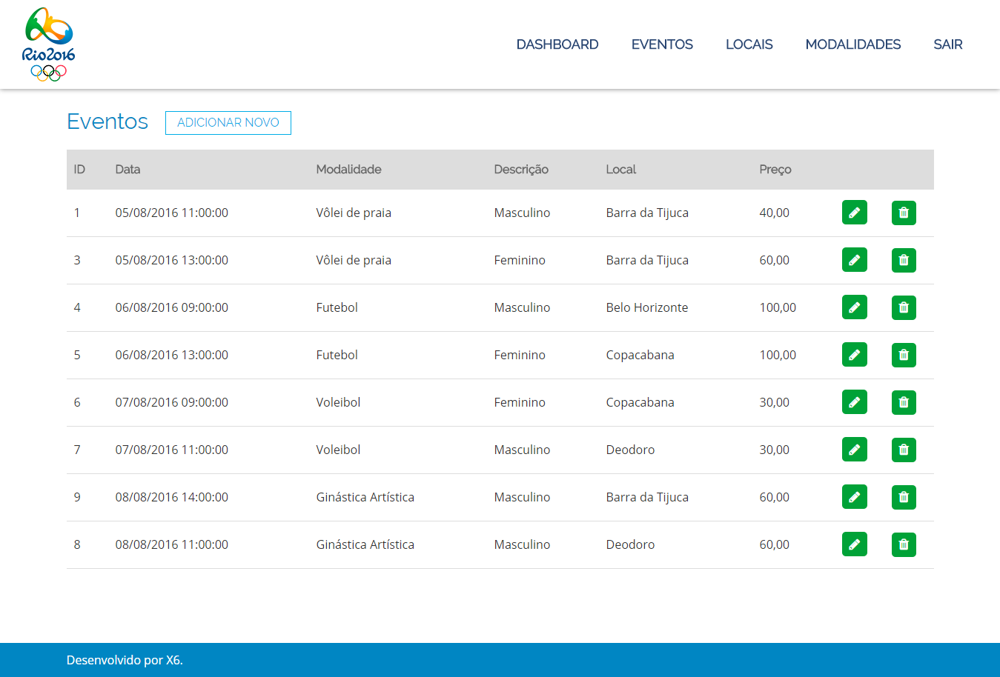 Rio2016
DASHBOARD EVENTOS LOCAIS MODALIDADES SAIR
Eventos ADICIONAR NOVO
ID Data Modalidade Descrição Local Preço
1 05/08/2016 11:00:00 Vôlei de praia Masculino Barra da Tijuca 40,00
3 05/08/2016 13:00:00 Vôlei de praia Feminino Barra da Tijuca 60,00
4 06/08/2016 09:00:00 Futebol Masculino Belo Horizonte 100,00
5 06/08/2016 13:00:00 Futebol Feminino Copacabana 100,00
6 07/08/2016 09:00:00 Voleibol Feminino Copacabana 30,00
7 07/08/2016 11:00:00 Voleibol Masculino Deodoro 30,00
9 08/08/2016 14:00:00 Ginástica Artística Masculino Barra da Tijuca 60,00
8 08/08/2016 11:00:00 Ginástica Artística Masculino Deodoro 60,00
Desenvolvido por X6.